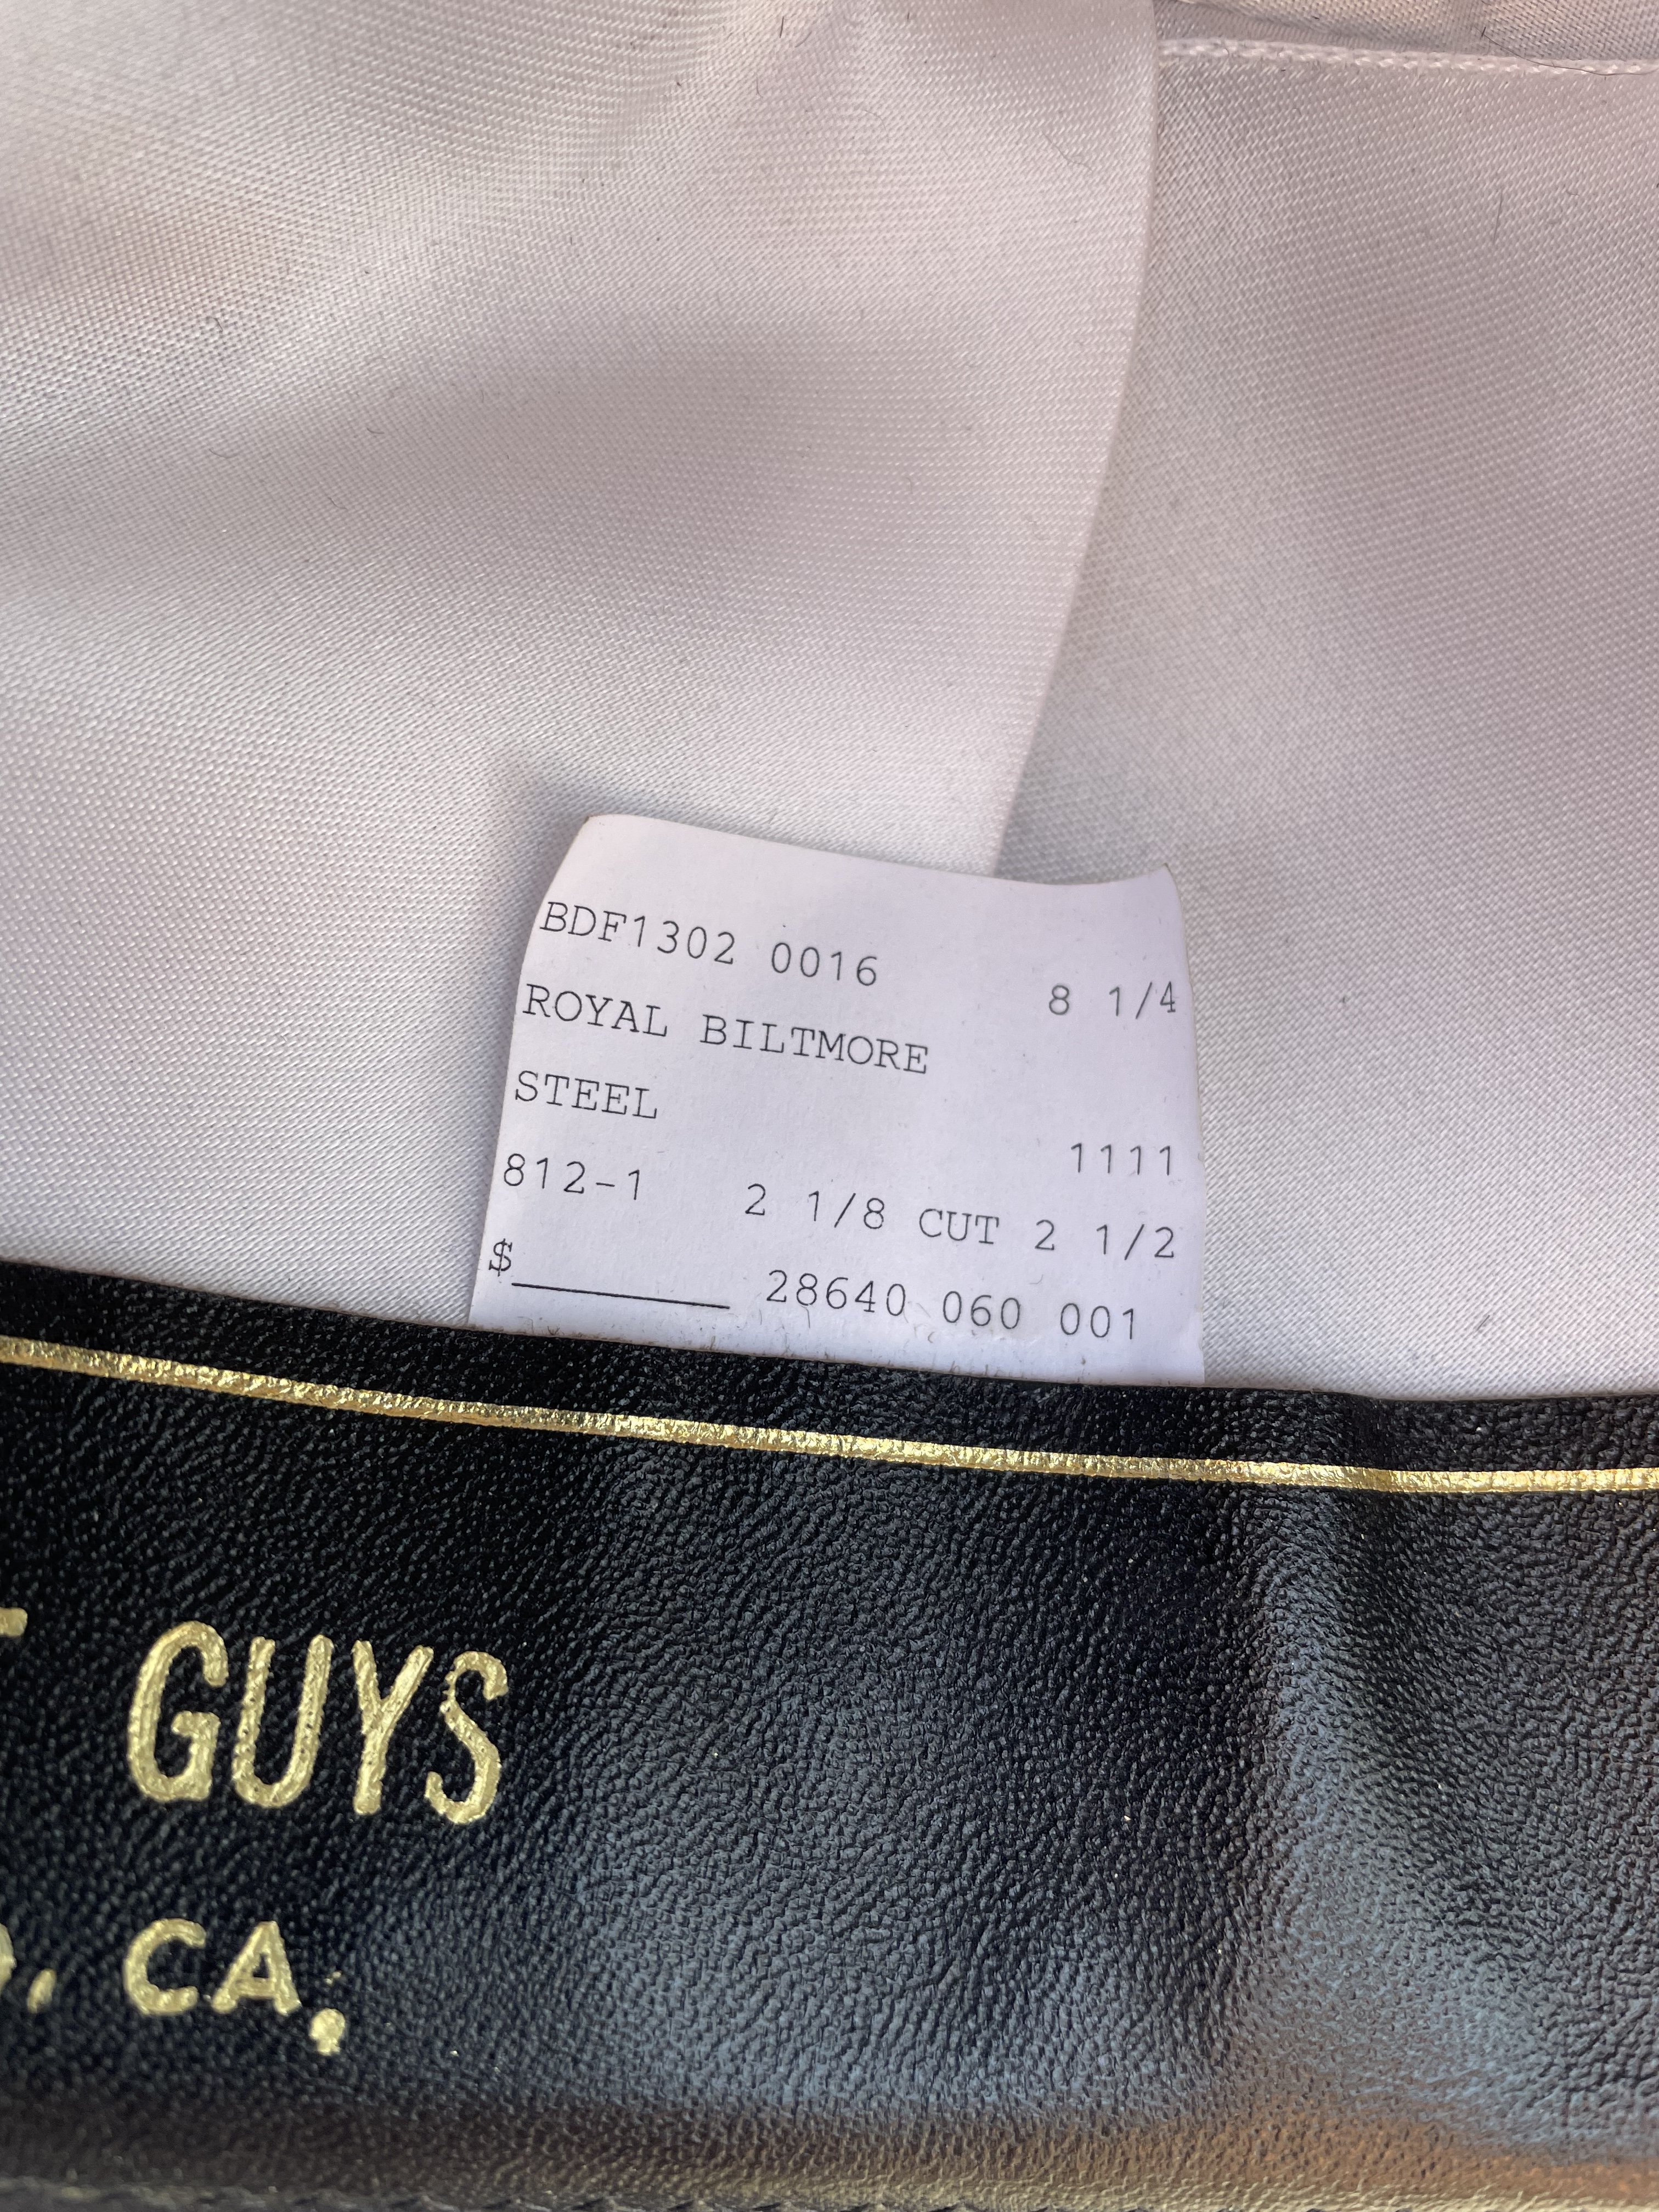 BDF1302 0016 8 1/4
ROYAL BILTMORE
STEEL 1111
812-1 2 1/8 CUT 2 1/2
$_______ 28640 060 001
GUYS
CA.